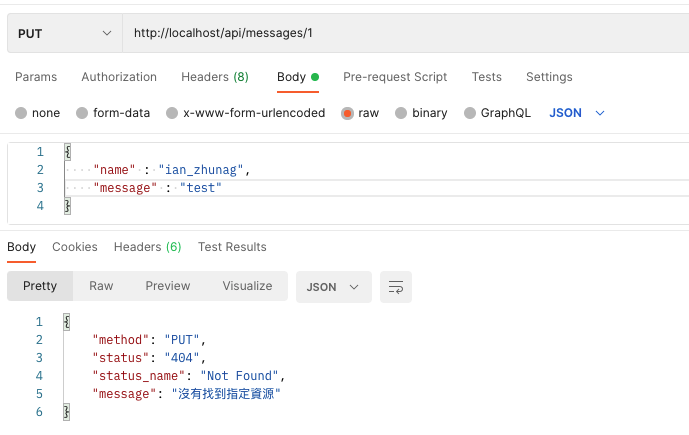 PUT http://localhost/api/messages/1
Params Authorization Headers (8) Body Pre-request Script Tests Settings
none form-data x-www-form-urlencoded raw binary GraphQL JSON
1 {
2 "name" : "ian_zhunag",
3 "message" : "test"
4 }
Body Cookies Headers (6) Test Results
Pretty Raw Preview Visualize JSON
1 {
2 "method": "PUT",
3 "status": "404",
4 "status_name": "Not Found",
5 "message": "沒有找到指定資源"
6 }